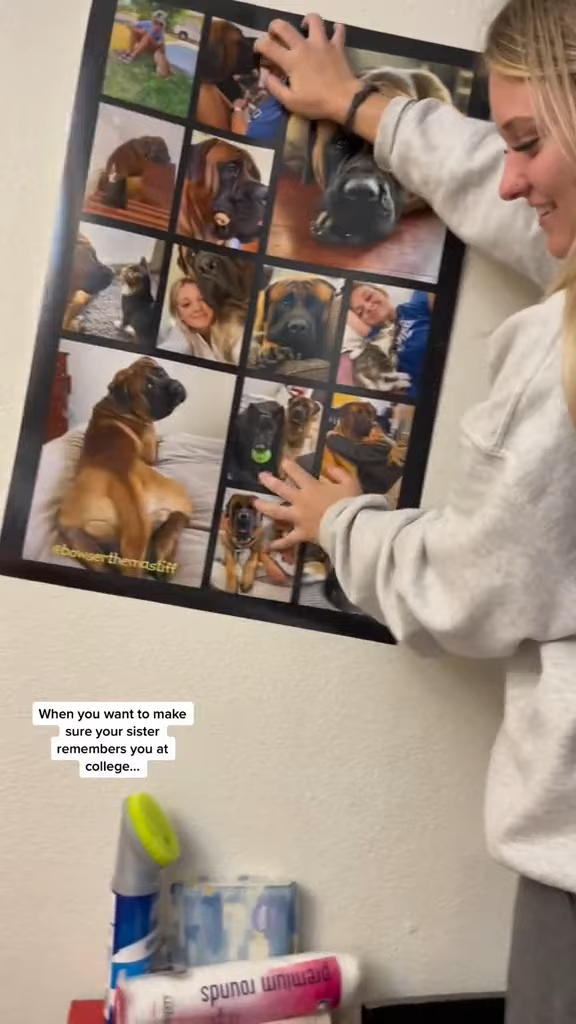 @bowserthemastiff
When you want to make
sure your sister
remembers you at
college...
premium rounds